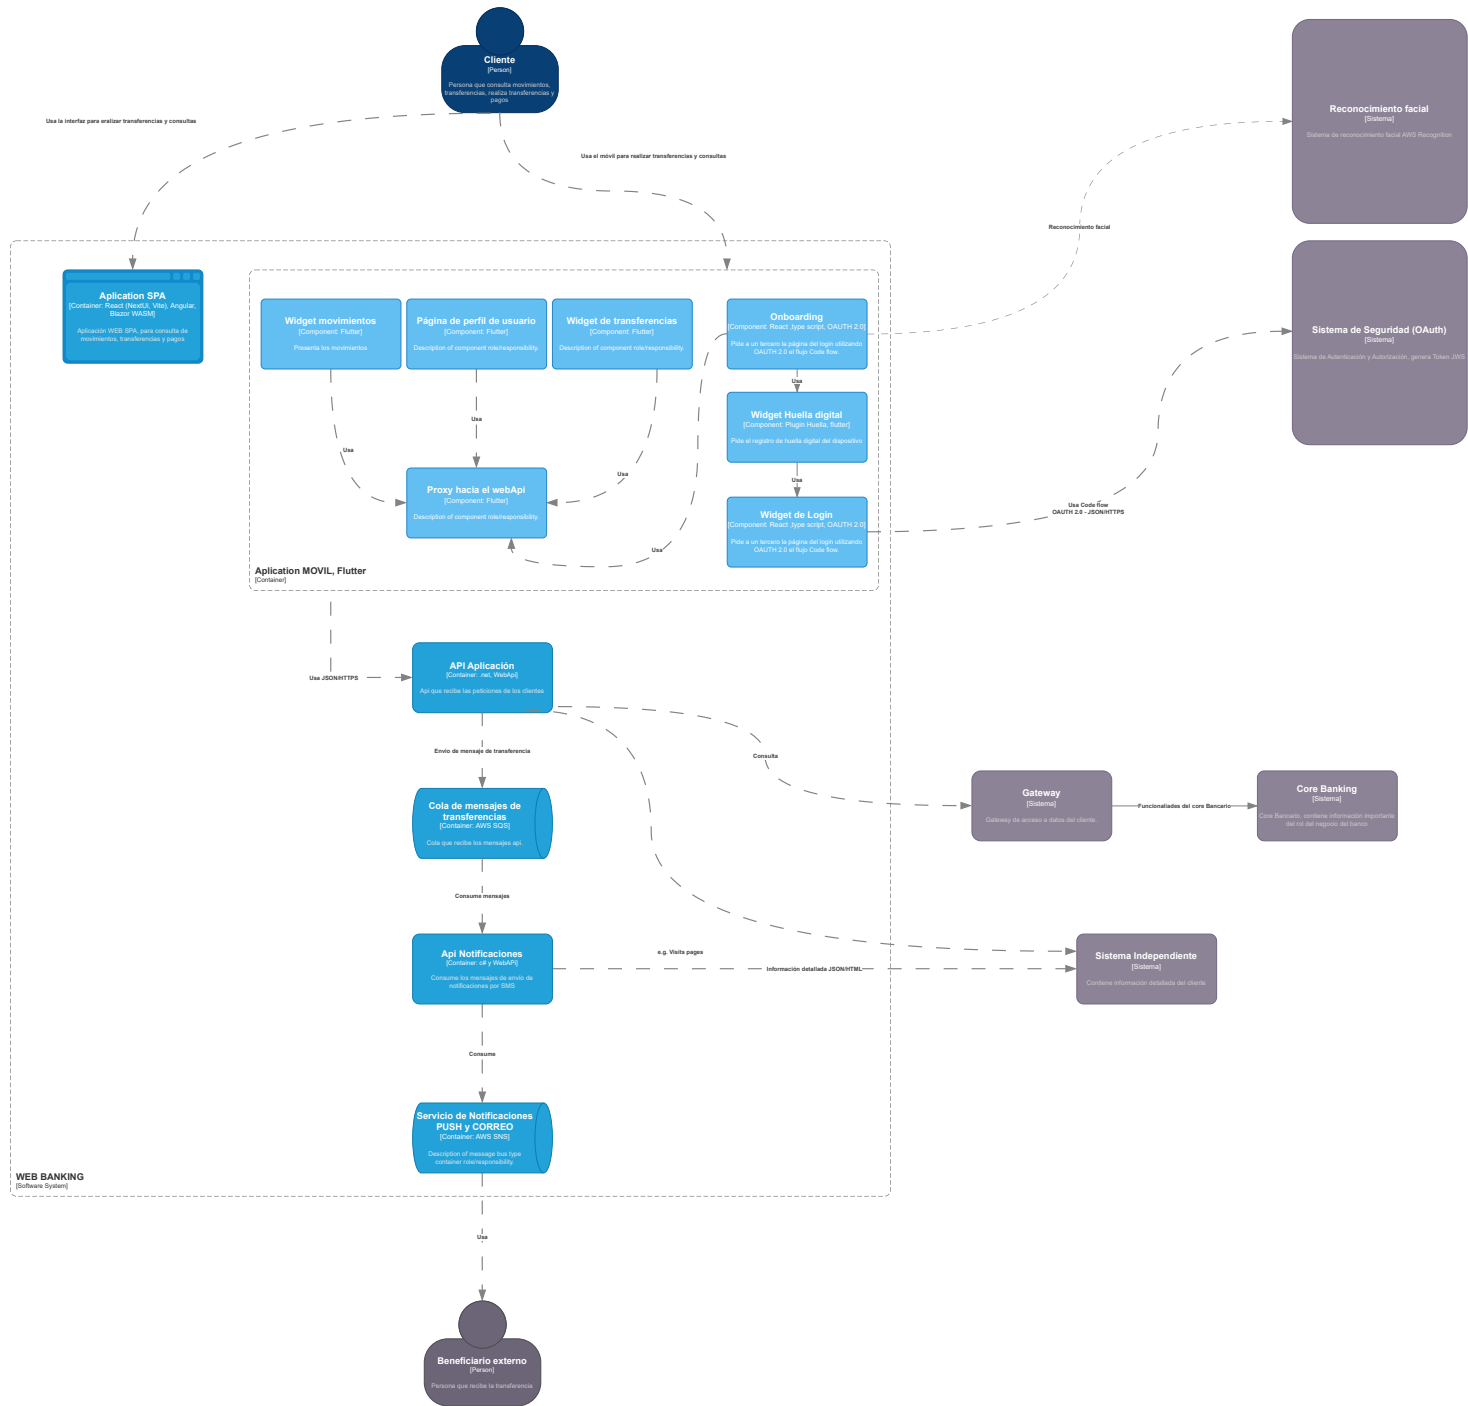 Cliente
[Person]
Persona que consulta movimientos,
transferencias, realiza transferencias y
pagos
Usa la interfaz para eralizar transferencias y consultas
Usa el móvil para realizar transferencias y consultas
Reconocimiento facial
[Sistema]
Sistema de reconocimiento facial AWS Recognition
Reconocimiento facial
Sistema de Seguridad (OAuth)
[Sistema]
Sistema de Autenticación y Autorización, genera Token JWS
Aplication SPA
[Container: React (NextUi, Vite), Angular,
Blazor WASM]
Aplicación WEB SPA, para consulta de
movimientos, transferencias y pagos
Widget movimientos
[Component: Flutter]
Presenta los movimientos
Página de perfil de usuario
[Component: Flutter]
Description of component role/responsibility.
Widget de transferencias
[Component: Flutter]
Description of component role/responsibility.
Onboarding
[Component: React ,type script, OAUTH 2.0]
Pide a un tercero la página del login utilizando
OAUTH 2.0 el flujo Code flow.
Usa
Widget Huella digital
[Component: Plugin Huella, flutter]
Pide el registro de huella digital del dispositivo
Usa
Usa
Usa
Usa
Proxy hacia el webApi
[Component: Flutter]
Description of component role/responsibility
Usa
Widget de Login
[Component: React ,type script, OAUTH 2.0]
Pide a un tercero la página del login utilizando
OAUTH 2.0 el flujo Code flow.
Usa Code flow
OAUTH 2.0 - JSON/HTTPS
Usa
Aplication MOVIL, Flutter
[Container]
Usa JSON/HTTPS
API Aplicación
[Container: .net, WebApi]
Api que recibe las peticiones de los clientes
Envio de mensaje de transferencia
Consulta
Cola de mensajes de
transferencias
[Container: AWS SQS]
Cola que recibe los mensajes api.
Gateway
[Sistema]
Gateway de acceso a datos del cliente.
Funcionaliades del core Bancario
Core Banking
[Sistema]
Core Bancario, contiene información importante
del rol del negocio del banco
Consume mensajes
Api Notificaciones
[Container: c# y WebAPi]
Consume los mensajes de envio de
notificaciones por SMS
e.g. Visits pages
Información detallada JSON/HTML
Sistema Independiente
[Sistema]
Contiene información detallada del cliente
Consume
Servicio de Notificaciones
PUSH y CORREO
[Container: AWS SNS]
Description of message bus type
container role/responsibility.
WEB BANKING
[Software System]
Usa
Beneficiario externo
[Person]
Persona que recibe la transferencia